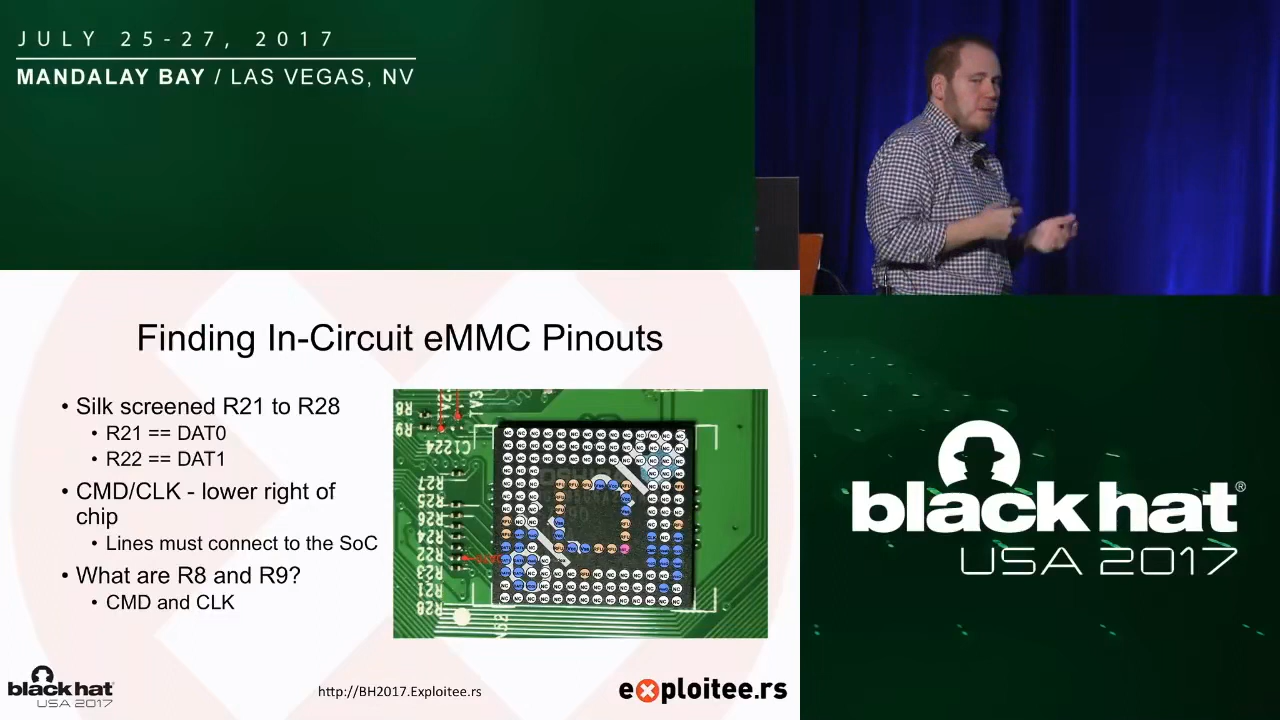 JULY 25-27, 2017
MANDALAY BAY / LAS VEGAS, NV
Finding In-Circuit eMMC Pinouts
• Silk screened R21 to R28
• R21 == DAT0
• R22 == DAT1
• CMD/CLK - lower right of
chip
• Lines must connect to the SoC
• What are R8 and R9?
• CMD and CLK
R8
R9
C1224
R27
R25
R26
R24
R22
R23
R21
R28
black hat
USA 2017
http://BH2017.Exploitee.rs
exploitee.rs
black hat®
USA 2017